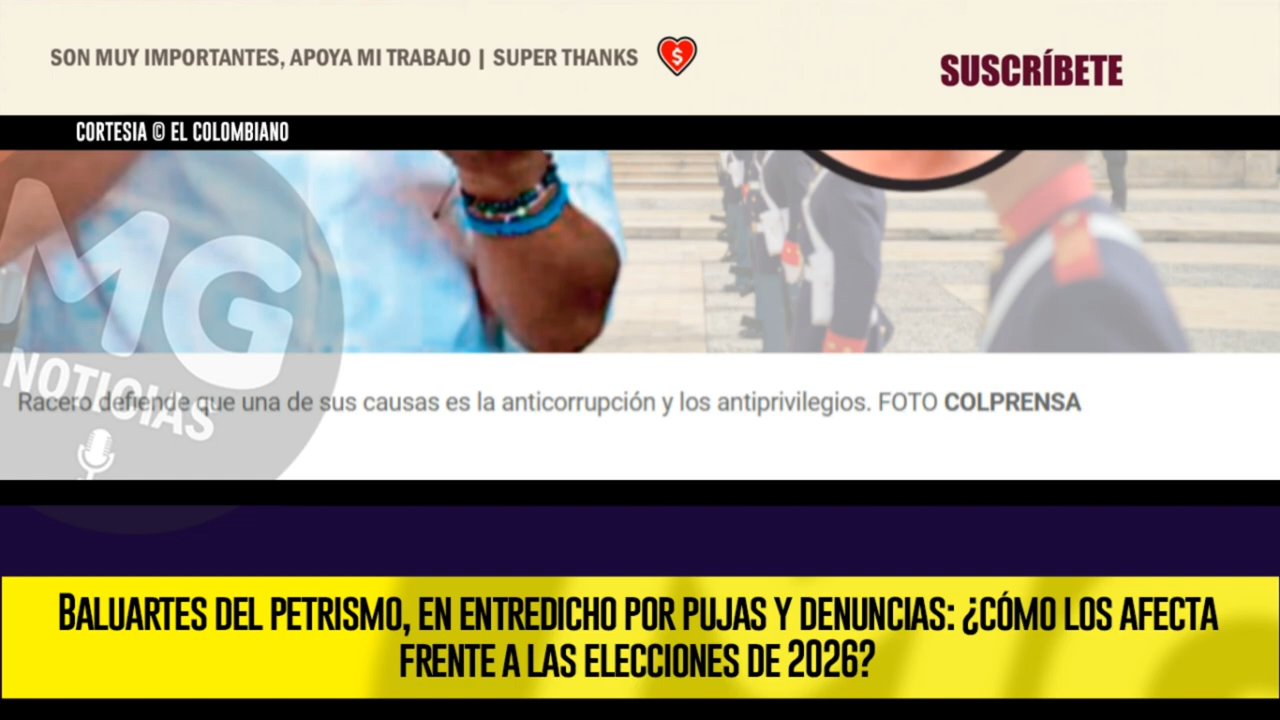 SON MUY IMPORTANTES, APOYA MI TRABAJO | SUPER THANKS
$
SUSCRÍBETE
CORTESIA © EL COLOMBIANO
MG
NOTICIAS
Racero defiende que una de sus causas es la anticorrupción y los antiprivilegios. FOTO COLPRENSA
BALUARTES DEL PETRISMO, EN ENTREDICHO POR PUJAS Y DENUNCIAS: ¿CÓMO LOS AFECTA
FRENTE A LAS ELECCIONES DE 2026?